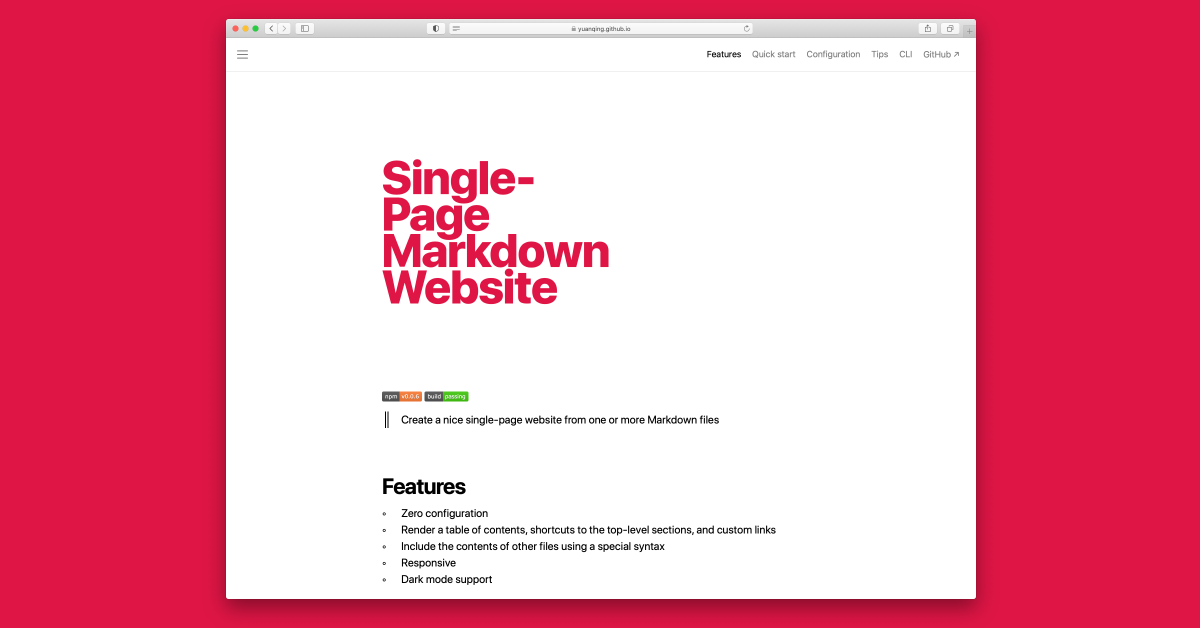 yuanqing.github.io
Features Quick start Configuration Tips CLI GitHub ↗
Single-
Page
Markdown
Website
npm v0.0.6 build passing
Create a nice single-page website from one or more Markdown files
Features
Zero configuration
Render a table of contents, shortcuts to the top-level sections, and custom links
Include the contents of other files using a special syntax
Responsive
Dark mode support